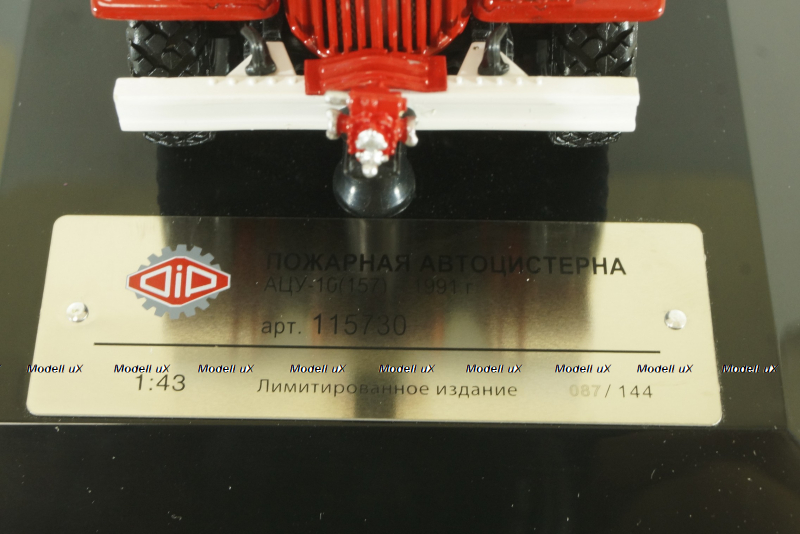 DiP
ПОЖАРНАЯ АВТОЦИСТЕРНА
АЦУ-10(157) 1991 г
арт. 115730
Modell uX Modell uX Modell uX Modell uX Modell uX Modell uX Modell uX Modell uX Modell uX
1:43 Лимитированное издание 087 / 144